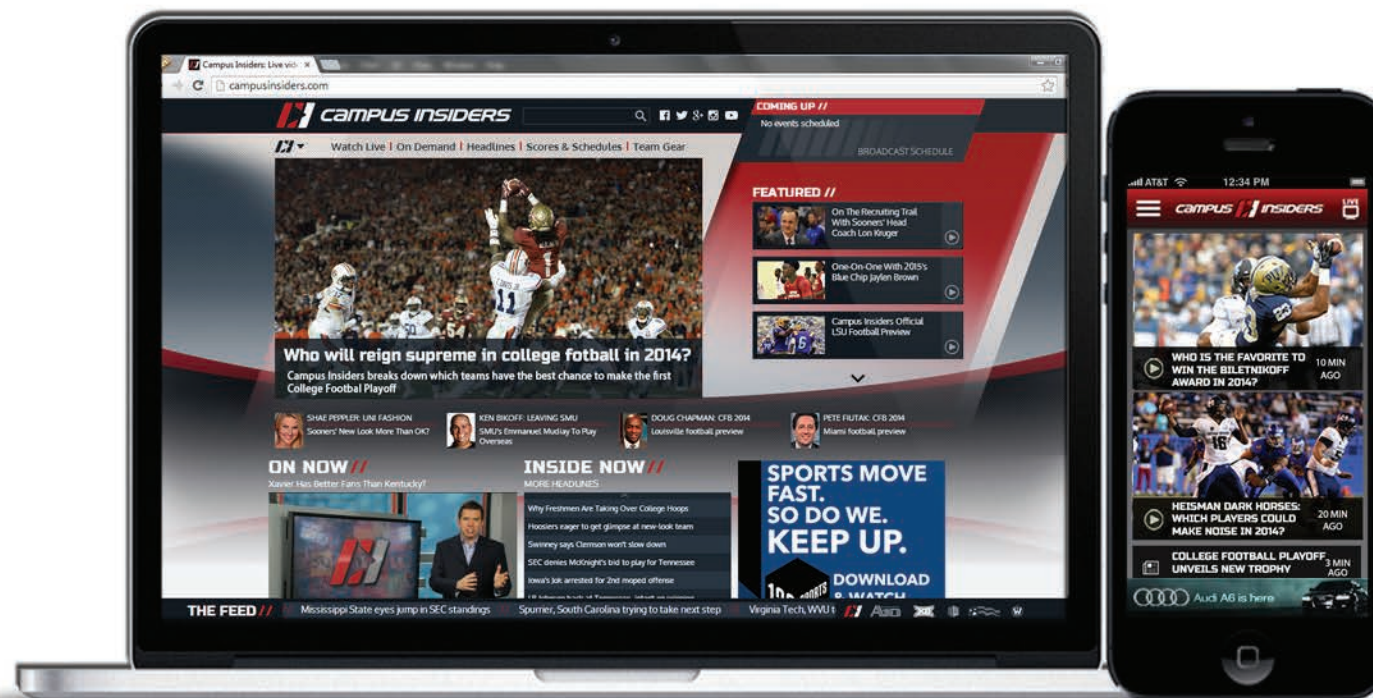 Campus Insiders: Live vid
campusinsiders.com
CAMPUS INSIDERS
Watch Live | On Demand | Headlines | Scores & Schedules | Team Gear
COMING UP //
No events scheduled
BROADCAST SCHEDULE
11
50
54
1
Who will reign supreme in college fotball in 2014?
Campus Insiders breaks down which teams have the best chance to make the first
College Footbal Playoff
FEATURED //
On The Recruiting Trail
With Sooners' Head
Coach Lon Kruger
One-On-One With 2015's
Blue Chip Jaylen Brown
Campus Insiders Official
LSU Football Preview
6
SHAE PEPPLER: UNI FASHION
Sooners' New Look More Than OK?
KEN BIKOFF: LEAVING SMU
SMU's Emmanuel Mudiay To Play
Overseas
DOUG CHAPMAN: CFB 2014
Louisville football preview
PETE FIUTAK: CFB 2014
Miami football preview
ON NOW //
Xavier Has Better Fans Than Kentucky?
INSIDE NOW //
MORE HEADLINES
Why Freshmen Are Taking Over College Hoops
Hoosiers eager to get glimpse at new-look team
Swinney says Clemson won't slow down
SEC denies McKnight's bid to play for Tennessee
Iowa's Jok arrested for 2nd moped offense
SPORTS MOVE
FAST.
SO DO WE.
KEEP UP.
DOWNLOAD
& WATCH
THE FEED //
Mississippi State eyes jump in SEC standings
Spurrier, South Carolina trying to take next step
Virginia Tech, WVU t
AT&T
12:34 PM
CAMPUS INSIDERS
LIVE
WHO IS THE FAVORITE TO
WIN THE BILETNIKOFF
AWARD IN 2014?
10 MIN
AGO
16
HEISMAN DARK HORSES:
WHICH PLAYERS COULD
MAKE NOISE IN 2014?
20 MIN
AGO
COLLEGE FOOTBALL PLAYOFF
UNVEILS NEW TROPHY
3 MIN
AGO
Audi A6 is here